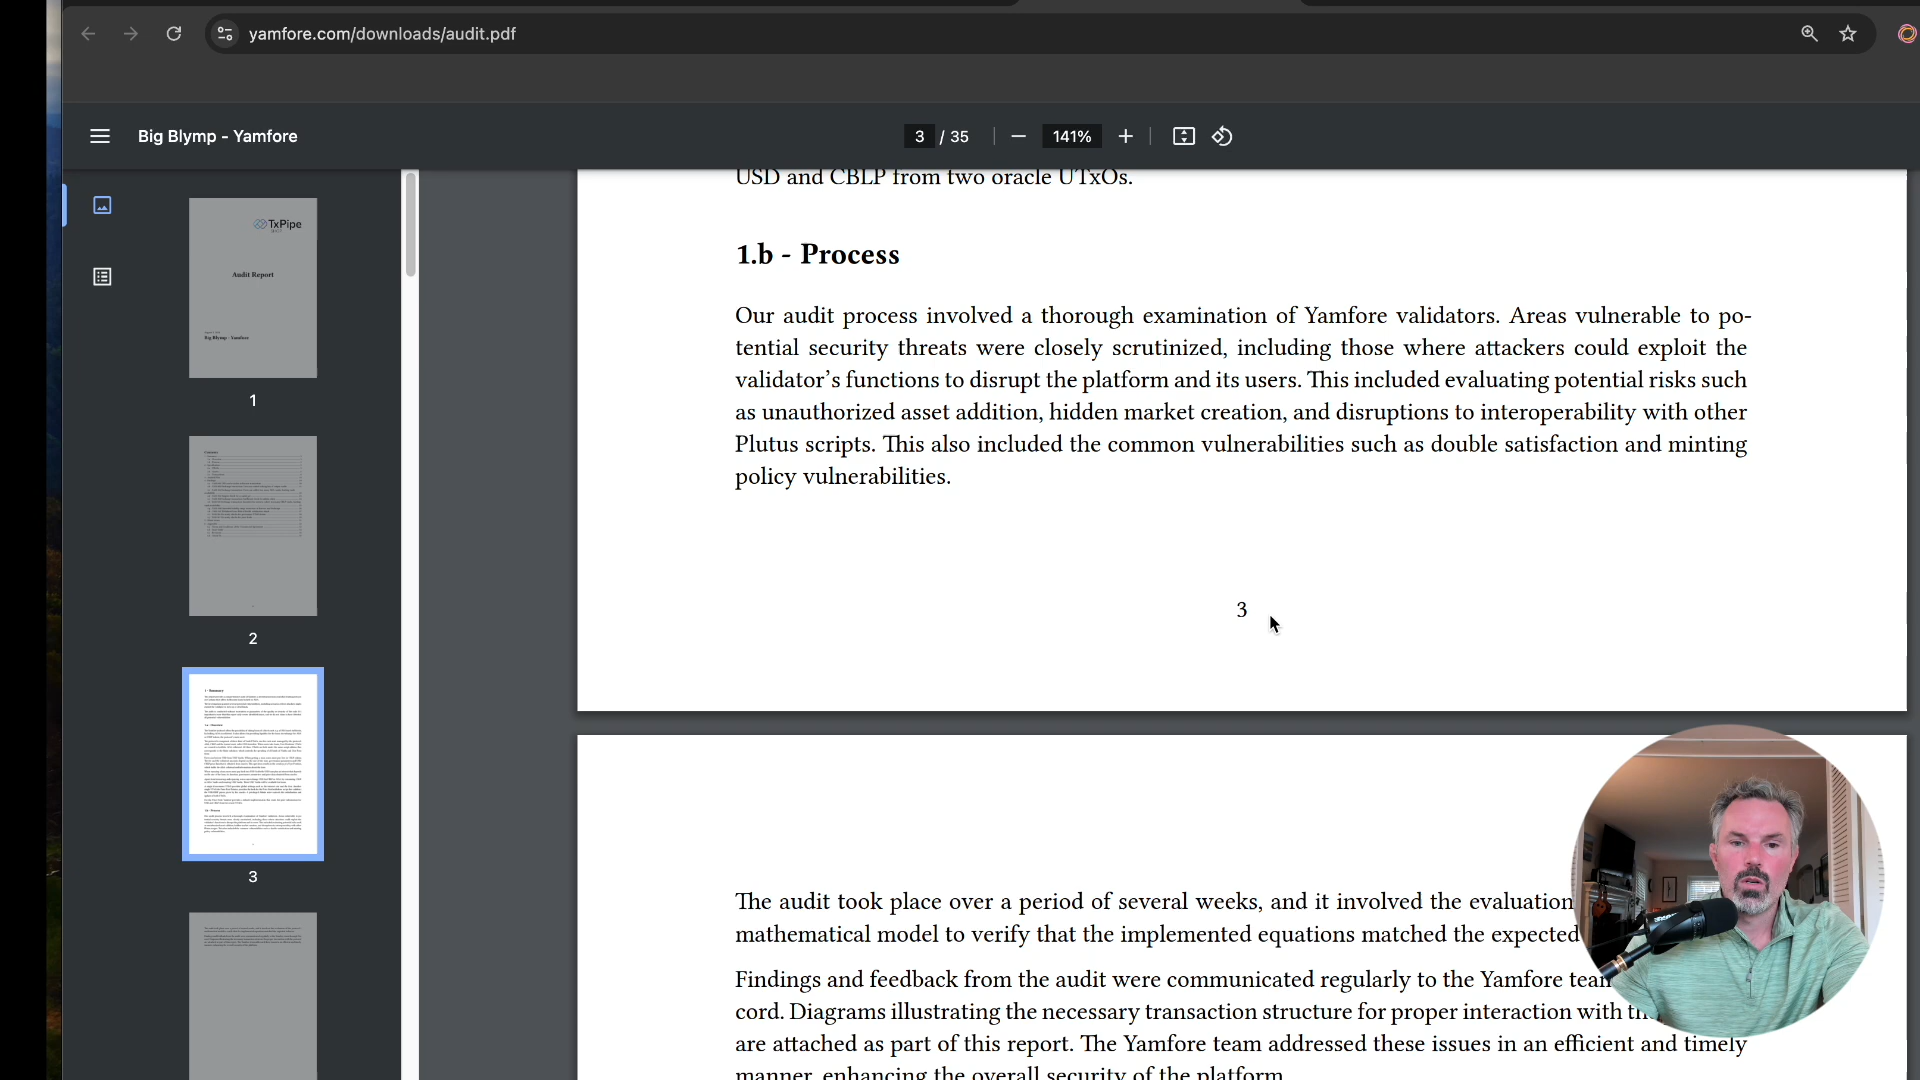 yamfore.com/downloads/audit.pdf
Big Blymp - Yamfore
3 / 35
141%
TxPipe
Audit Report
Big Blymp - Yamfore
1
2
3
USD and CBLP from two oracle UTxOs.
1.b - Process
Our audit process involved a thorough examination of Yamfore validators. Areas vulnerable to po-
tential security threats were closely scrutinized, including those where attackers could exploit the
validator's functions to disrupt the platform and its users. This included evaluating potential risks such
as unauthorized asset addition, hidden market creation, and disruptions to interoperability with other
Plutus scripts. This also included the common vulnerabilities such as double satisfaction and minting
policy vulnerabilities.
3
The audit took place over a period of several weeks, and it involved the evaluation
mathematical model to verify that the implemented equations matched the expected
Findings and feedback from the audit were communicated regularly to the Yamfore
cord. Diagrams illustrating the necessary transaction structure for proper interaction with
are attached as part of this report. The Yamfore team addressed these issues in an efficient and timely
manner, enhancing the overall security of the platform.